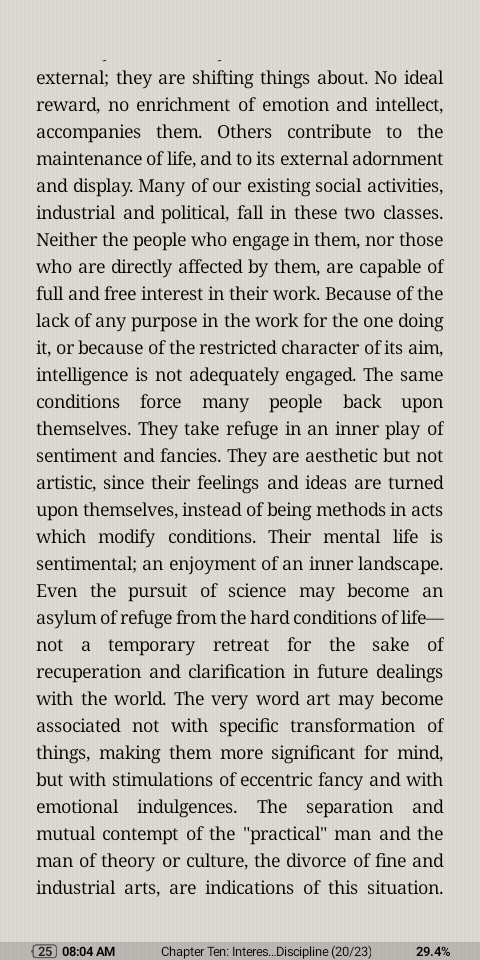 external; they are shifting things about. No ideal
reward, no enrichment of emotion and intellect,
accompanies them. Others contribute to the
maintenance of life, and to its external adornment
and display. Many of our existing social activities,
industrial and political, fall in these two classes.
Neither the people who engage in them, nor those
who are directly affected by them, are capable of
full and free interest in their work. Because of the
lack of any purpose in the work for the one doing
it, or because of the restricted character of its aim,
intelligence is not adequately engaged. The same
conditions force many people back upon
themselves. They take refuge in an inner play of
sentiment and fancies. They are aesthetic but not
artistic, since their feelings and ideas are turned
upon themselves, instead of being methods in acts
which modify conditions. Their mental life is
sentimental; an enjoyment of an inner landscape.
Even the pursuit of science may become an
asylum of refuge from the hard conditions of life—
not a temporary retreat for the sake of
recuperation and clarification in future dealings
with the world. The very word art may become
associated not with specific transformation of
things, making them more significant for mind,
but with stimulations of eccentric fancy and with
emotional indulgences. The separation and
mutual contempt of the "practical" man and the
man of theory or culture, the divorce of fine and
industrial arts, are indications of this situation.
25 08:04 AM Chapter Ten: Interes...Discipline (20/23) 29.4%